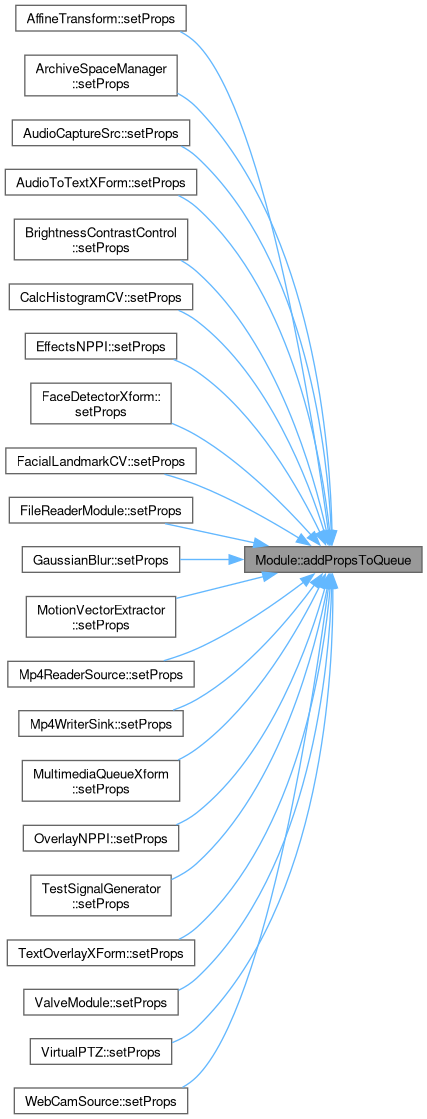 AffineTransform::setProps
ArchiveSpaceManager
::setProps
AudioCaptureSrc::setProps
AudioToTextXForm::setProps
BrightnessContrastControl
::setProps
CalcHistogramCV::setProps
EffectsNPPI::setProps
FaceDetectorXform::
setProps
FacialLandmarkCV::setProps
FileReaderModule::setProps
GaussianBlur::setProps
Module::addPropsToQueue
MotionVectorExtractor
::setProps
Mp4ReaderSource::setProps
Mp4WriterSink::setProps
MultimediaQueueXform
::setProps
OverlayNPPI::setProps
TestSignalGenerator
::setProps
TextOverlayXForm::setProps
ValveModule::setProps
VirtualPTZ::setProps
WebCamSource::setProps